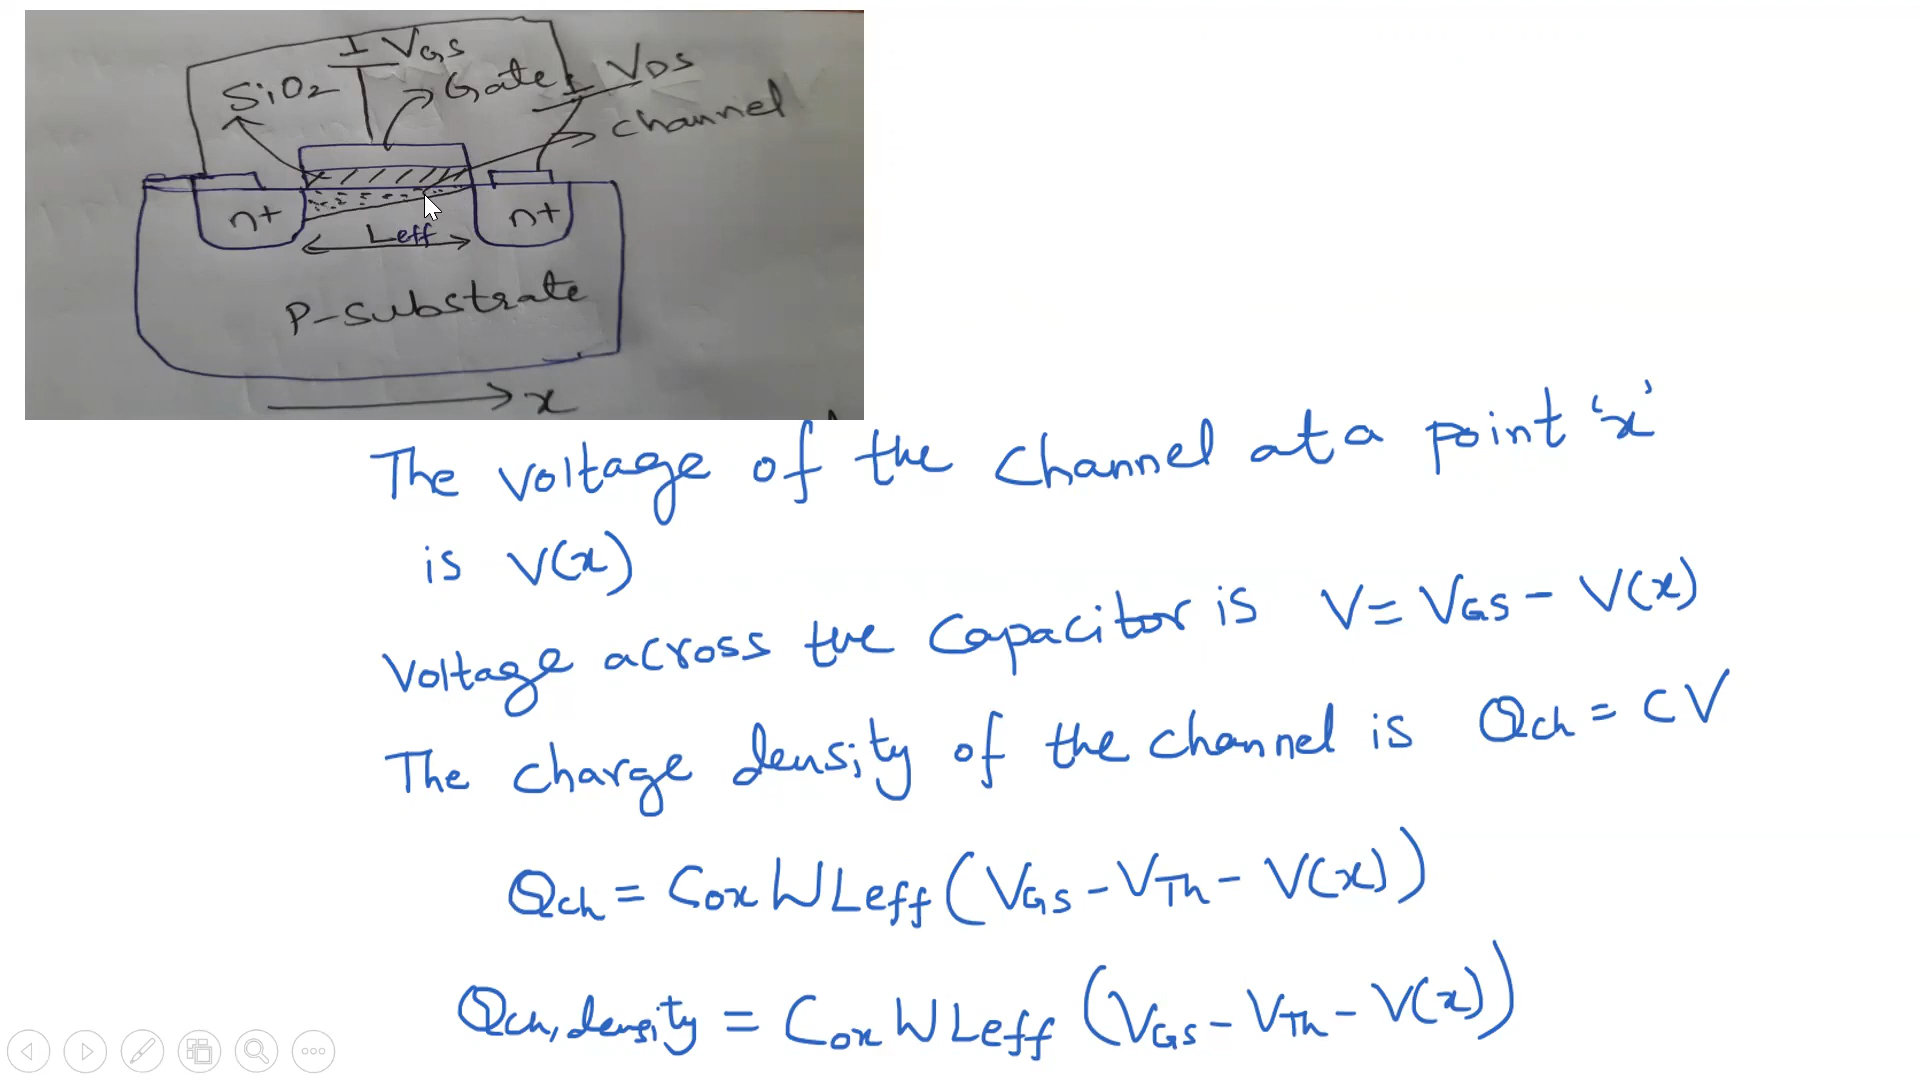 VGS
SiO2
Gate
VDS
channel
n+
n+
Leff
P-substrate
x
The voltage of the channel at a point 'x'
is V(x)
Voltage across the capacitor is V = VGS - V(x)
The charge density of the channel is Qch = CV
Qch = Cox W Leff (VGS - VTh - V(x))
Qch, density = Cox W Leff (VGS - VTh - V(x))